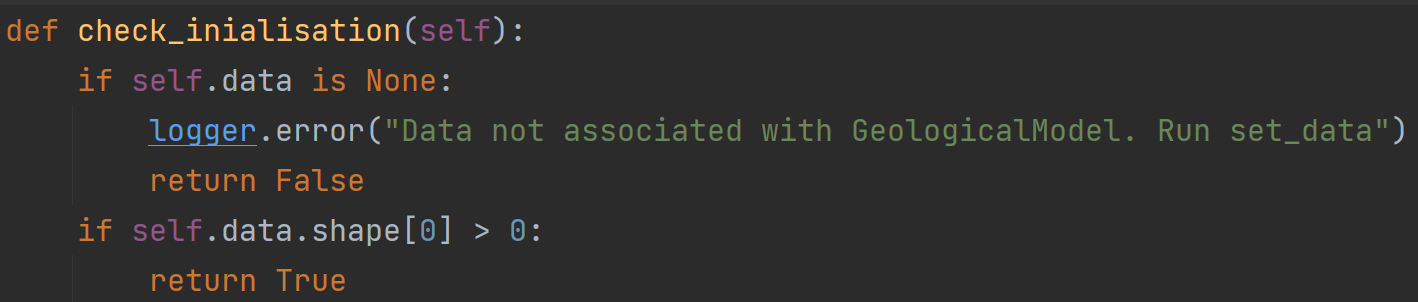 def check_inialisation(self):
    if self.data is None:
        logger.error("Data not associated with GeologicalModel. Run set_data")
        return False
    if self.data.shape[0] > 0:
        return True